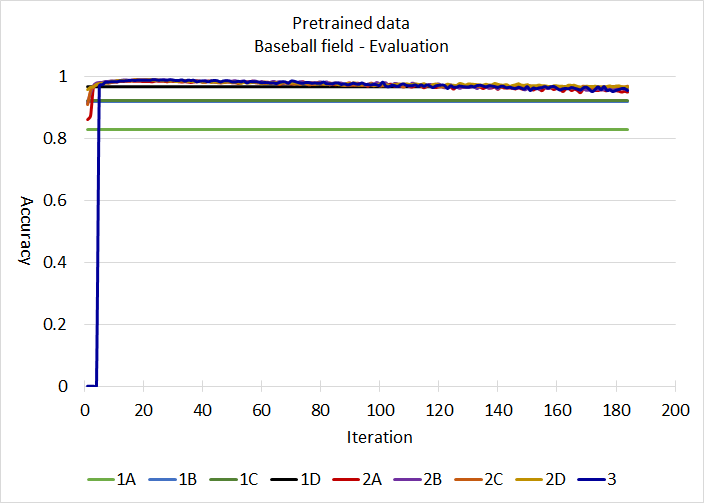 Pretrained data
Baseball field - Evaluation
1
0.8
0.6
0.4
0.2
0
Accuracy
0 20 40 60 80 100 120 140 160 180 200
Iteration
1A 1B 1C 1D 2A 2B 2C 2D 3